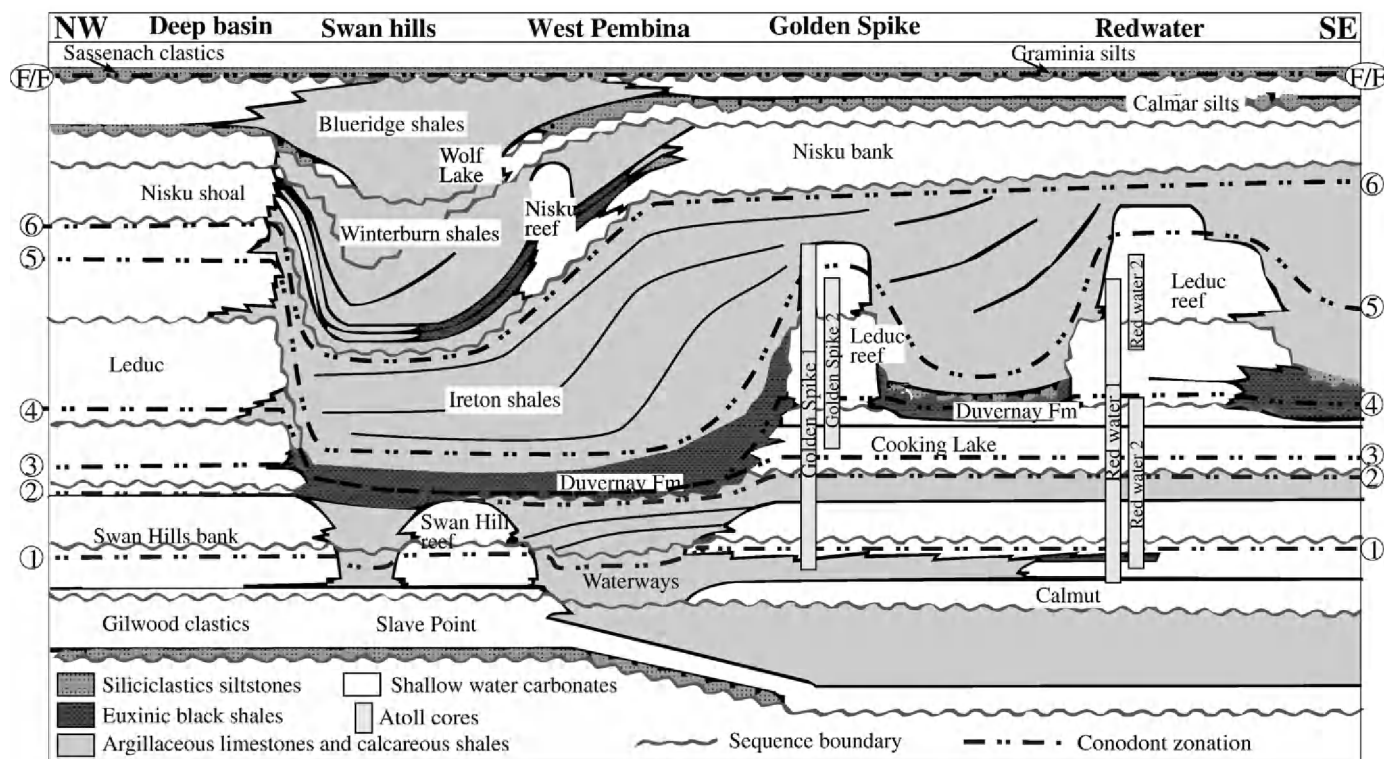 NW Deep basin Swan hills West Pembina Golden Spike Redwater SE
Sassenach clastics
Graminia silts
F/F
F/F
Calmar silts
Blueridge shales
Wolf
Lake
Nisku bank
Nisku shoal
6
6
Nisku
reef
Winterburn shales
6
5
5
Leduc
reef
Red water 2
Golden Spike 2
Leduc
reef
Leduc
Golden Spike
Ireton shales
4
4
Duvernay Fm
Red water
Red water 2
Cooking Lake
3
3
Duvernay Fm
2
2
Swan Hill
reef
Swan Hills bank
1
1
Waterways
Calmut
Gilwood clastics
Slave Point
Siliciclastics siltstones
Shallow water carbonates
Euxinic black shales
Atoll cores
Argillaceous limestones and calcareous shales
Sequence boundary
Conodont zonation